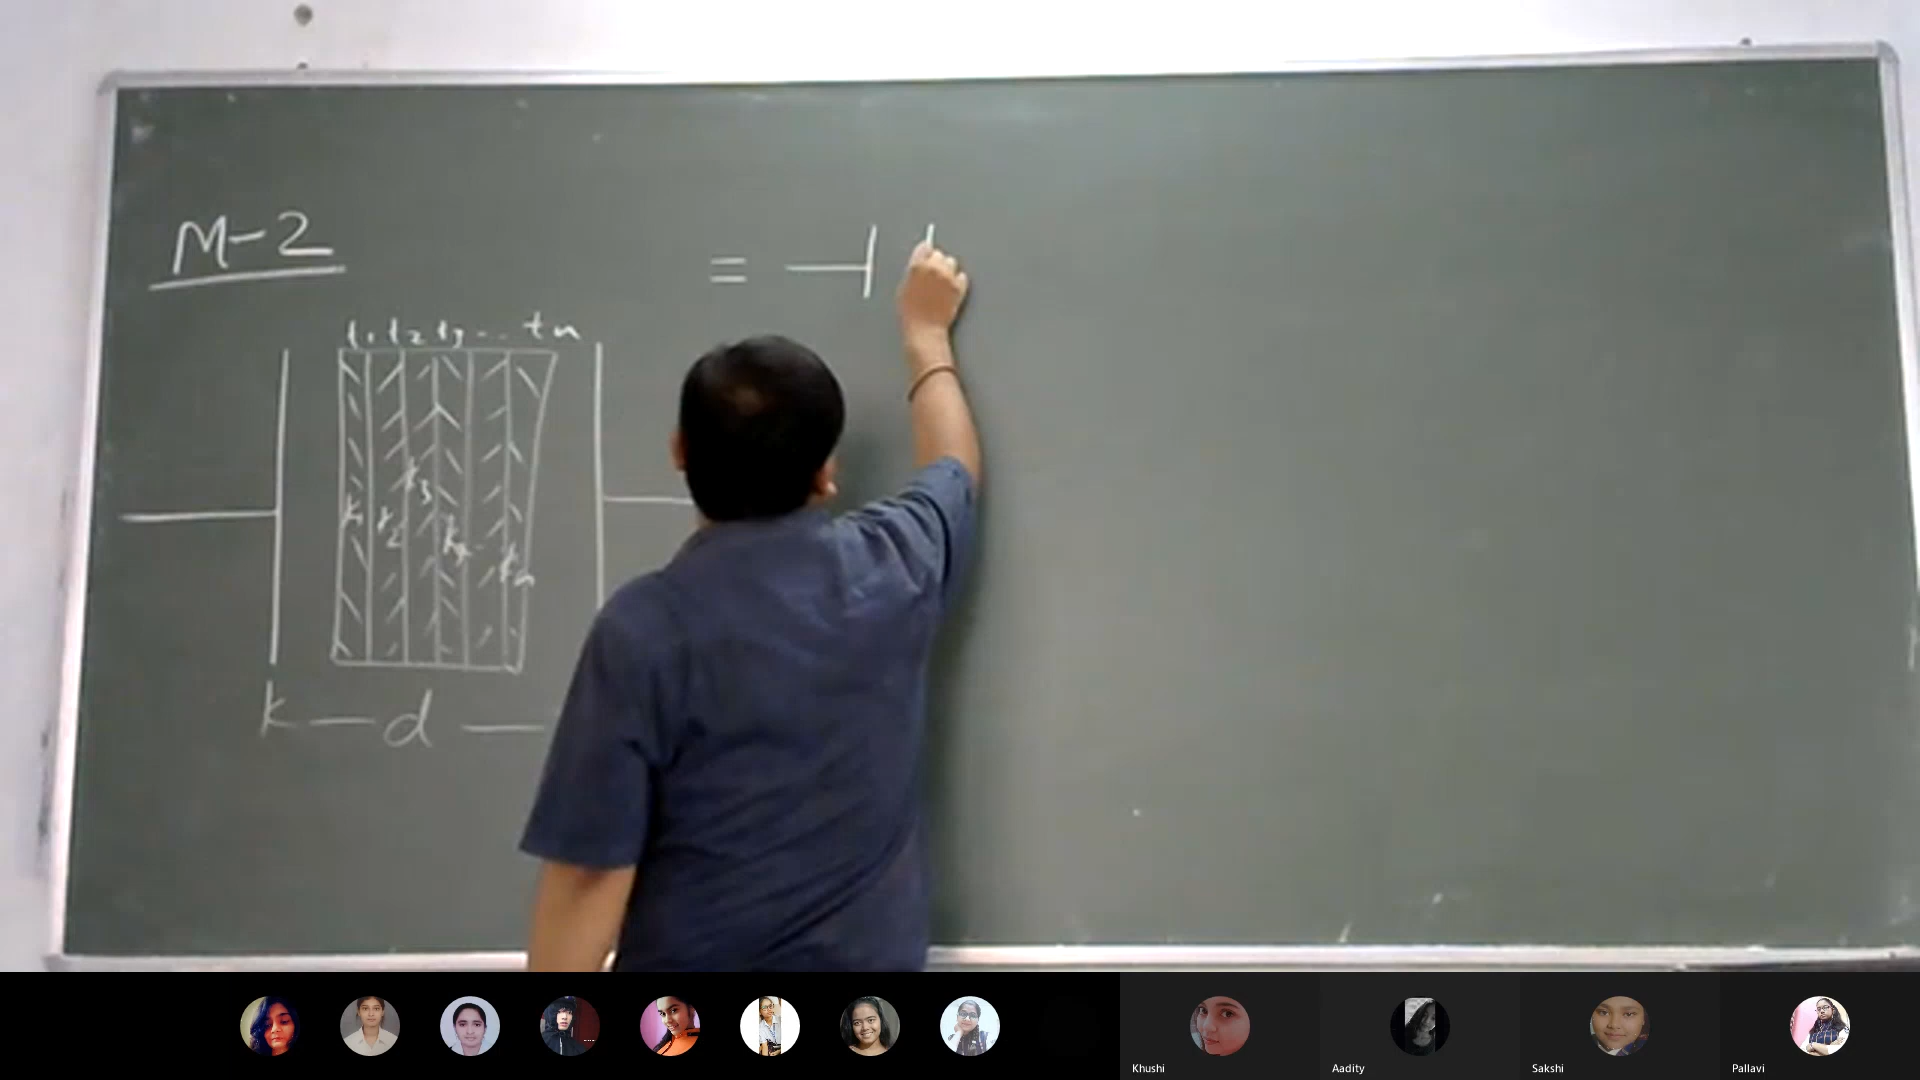 M-2
=
t₁ t₂ t₃ ... tn
k₁ k₂ k₃ k₄ .. kn
k — d —
Khushi
Aadity
Sakshi
Pallavi